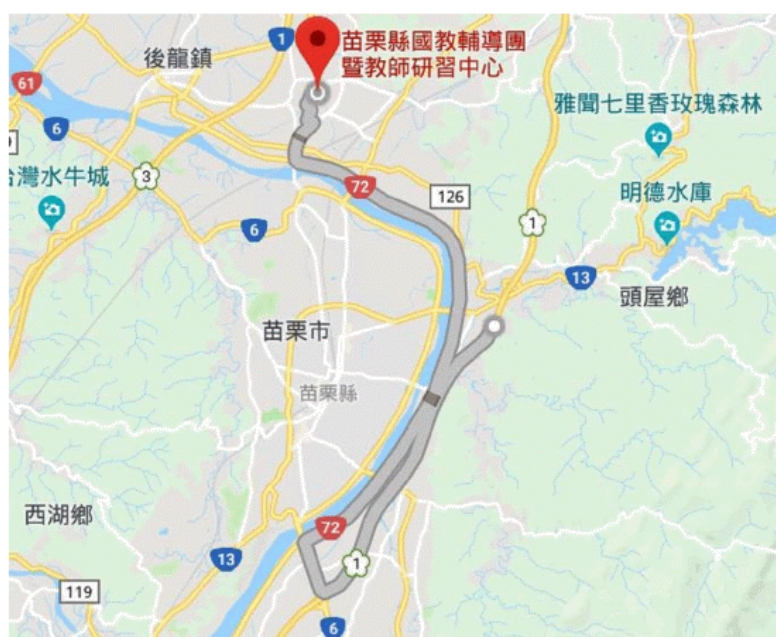 後龍鎮
1
苗栗縣國教輔導團
暨教師研習中心
61
6
雅聞七里香玫瑰森林
3
灣水牛城
72
126
1
明德水庫
6
13
頭屋鄉
苗栗市
苗栗縣
西湖鄉
72
13
1
119
6